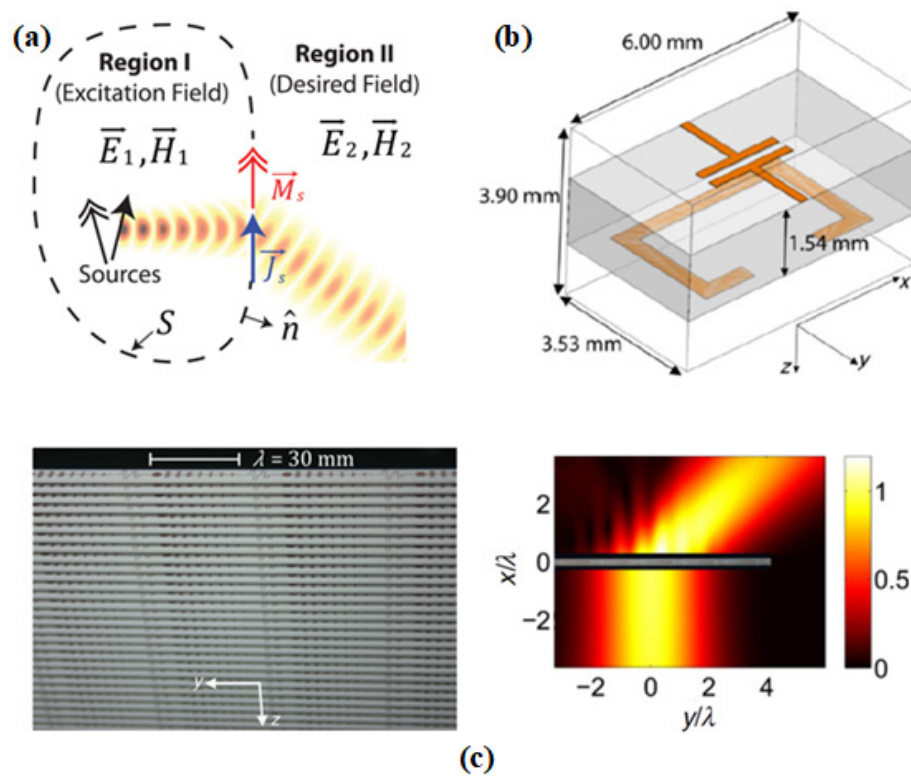 (a)
Region I
(Excitation Field)
E⃗₁, H⃗₁
Sources
S
Region II
(Desired Field)
E⃗₂, H⃗₂
M⃗ₛ
J⃗ₛ
n̂
(b)
6.00 mm
3.90 mm
1.54 mm
3.53 mm
x
y
z
λ = 30 mm
y
z
x/λ
2
0
−2
−2 0 2 4
y/λ
1
0.5
0
(c)